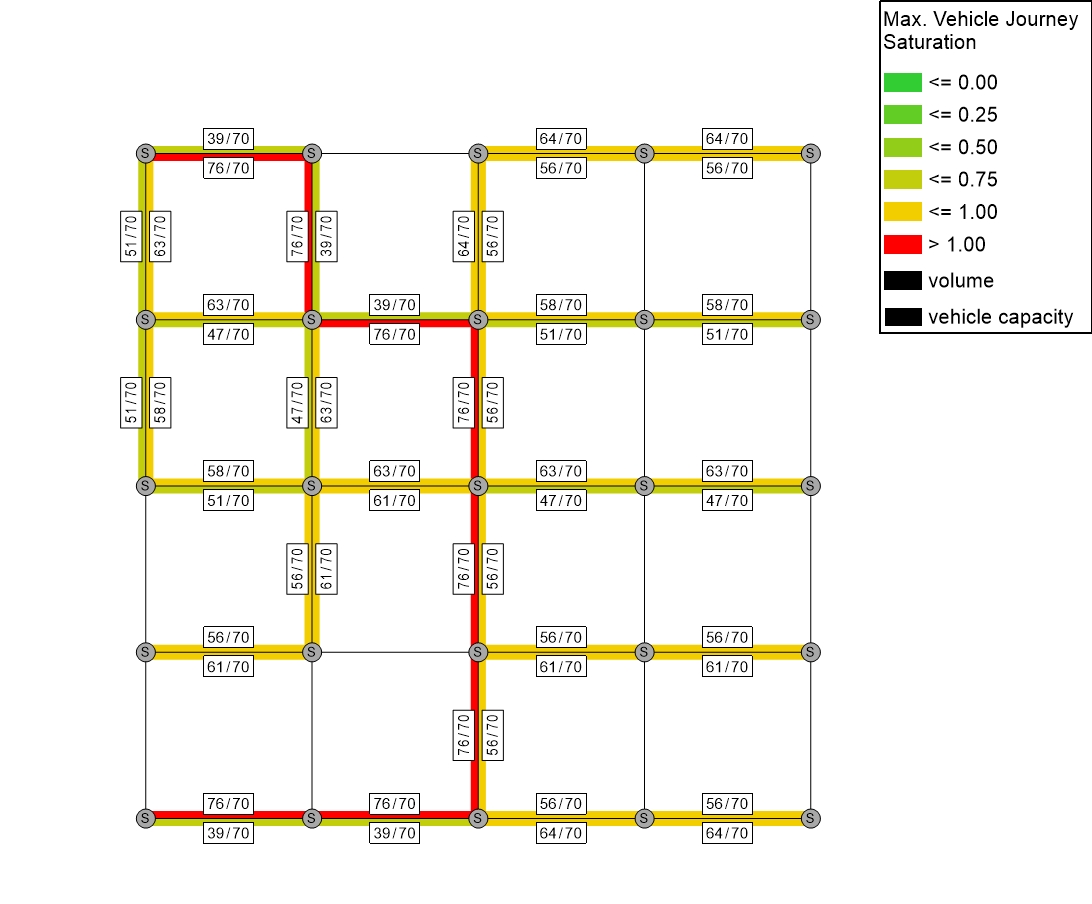 Max. Vehicle Journey
Saturation
<= 0.00
<= 0.25
<= 0.50
<= 0.75
<= 1.00
> 1.00
volume
vehicle capacity
39/70 64/70 64/70
S S S S S
76/70 56/70 56/70
51/70 63/70 76/70 39/70 64/70 56/70
63/70 39/70 58/70 58/70
S S S S S
47/70 76/70 51/70 51/70
51/70 58/70 47/70 63/70 76/70 56/70
58/70 63/70 63/70 63/70
S S S S S
51/70 61/70 47/70 47/70
56/70 61/70 76/70 56/70
56/70 56/70 56/70
S S S S S
61/70 61/70 61/70
76/70 56/70
76/70 76/70 56/70 56/70
S S S S S
39/70 39/70 64/70 64/70